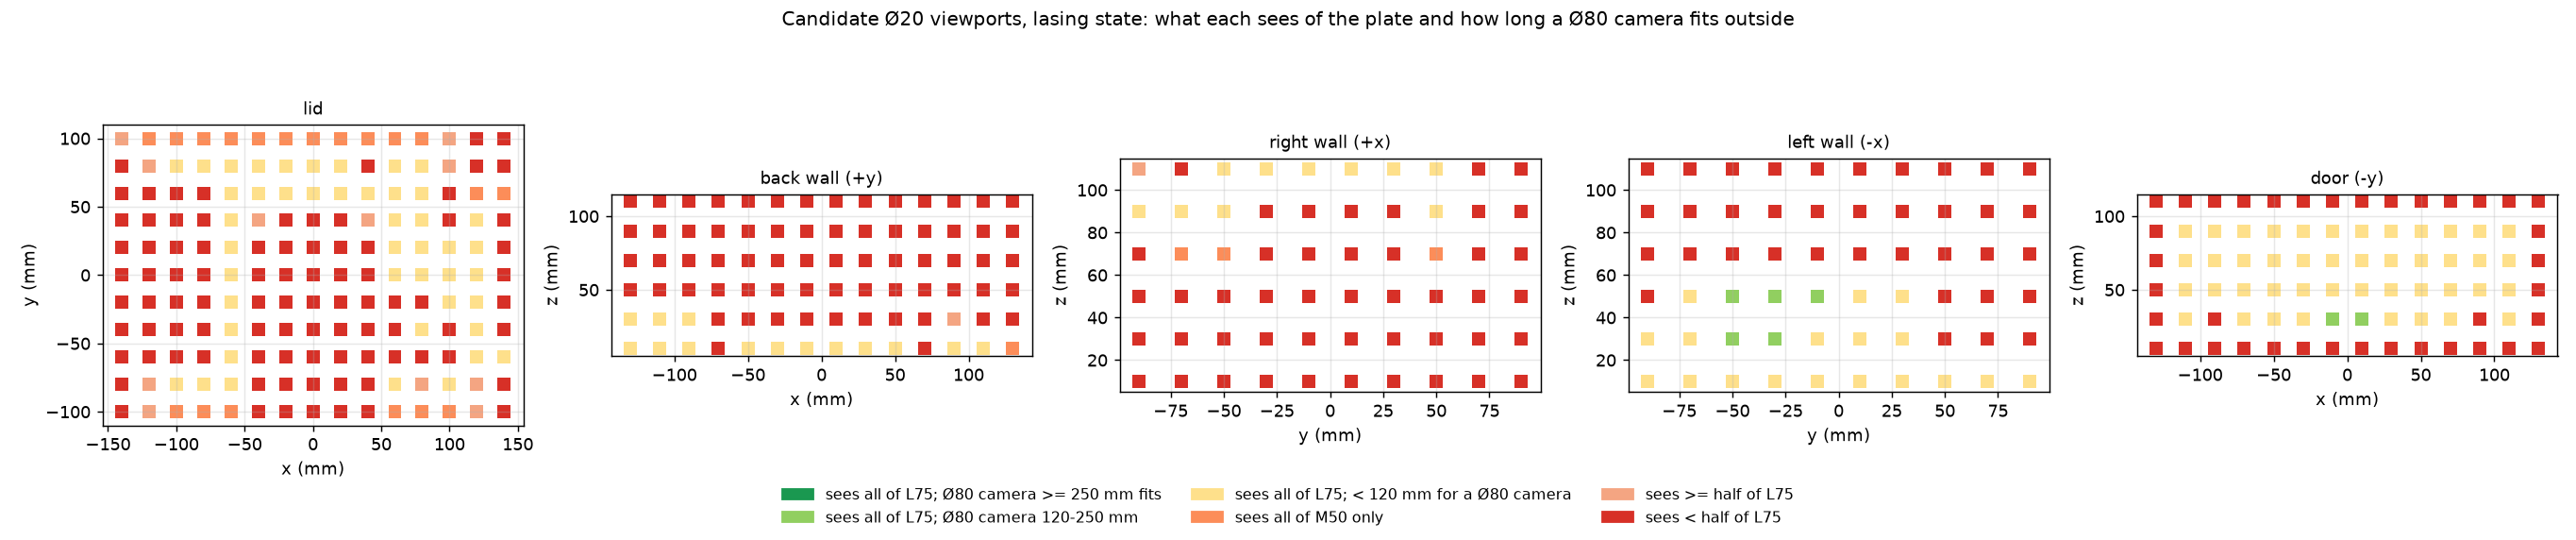 Candidate Ø20 viewports, lasing state: what each sees of the plate and how long a Ø80 camera fits outside
lid
100
50
0
−50
−100
y (mm)
−150
−100
−50
0
50
100
150
x (mm)
back wall (+y)
100
50
z (mm)
−100
−50
0
50
100
x (mm)
right wall (+x)
100
80
60
40
20
z (mm)
−75
−50
−25
0
25
50
75
y (mm)
left wall (-x)
100
80
60
40
20
z (mm)
−75
−50
−25
0
25
50
75
y (mm)
door (-y)
100
50
z (mm)
−100
−50
0
50
100
x (mm)
sees all of L75; Ø80 camera >= 250 mm fits
sees all of L75; Ø80 camera 120-250 mm
sees all of L75; < 120 mm for a Ø80 camera
sees all of M50 only
sees >= half of L75
sees < half of L75